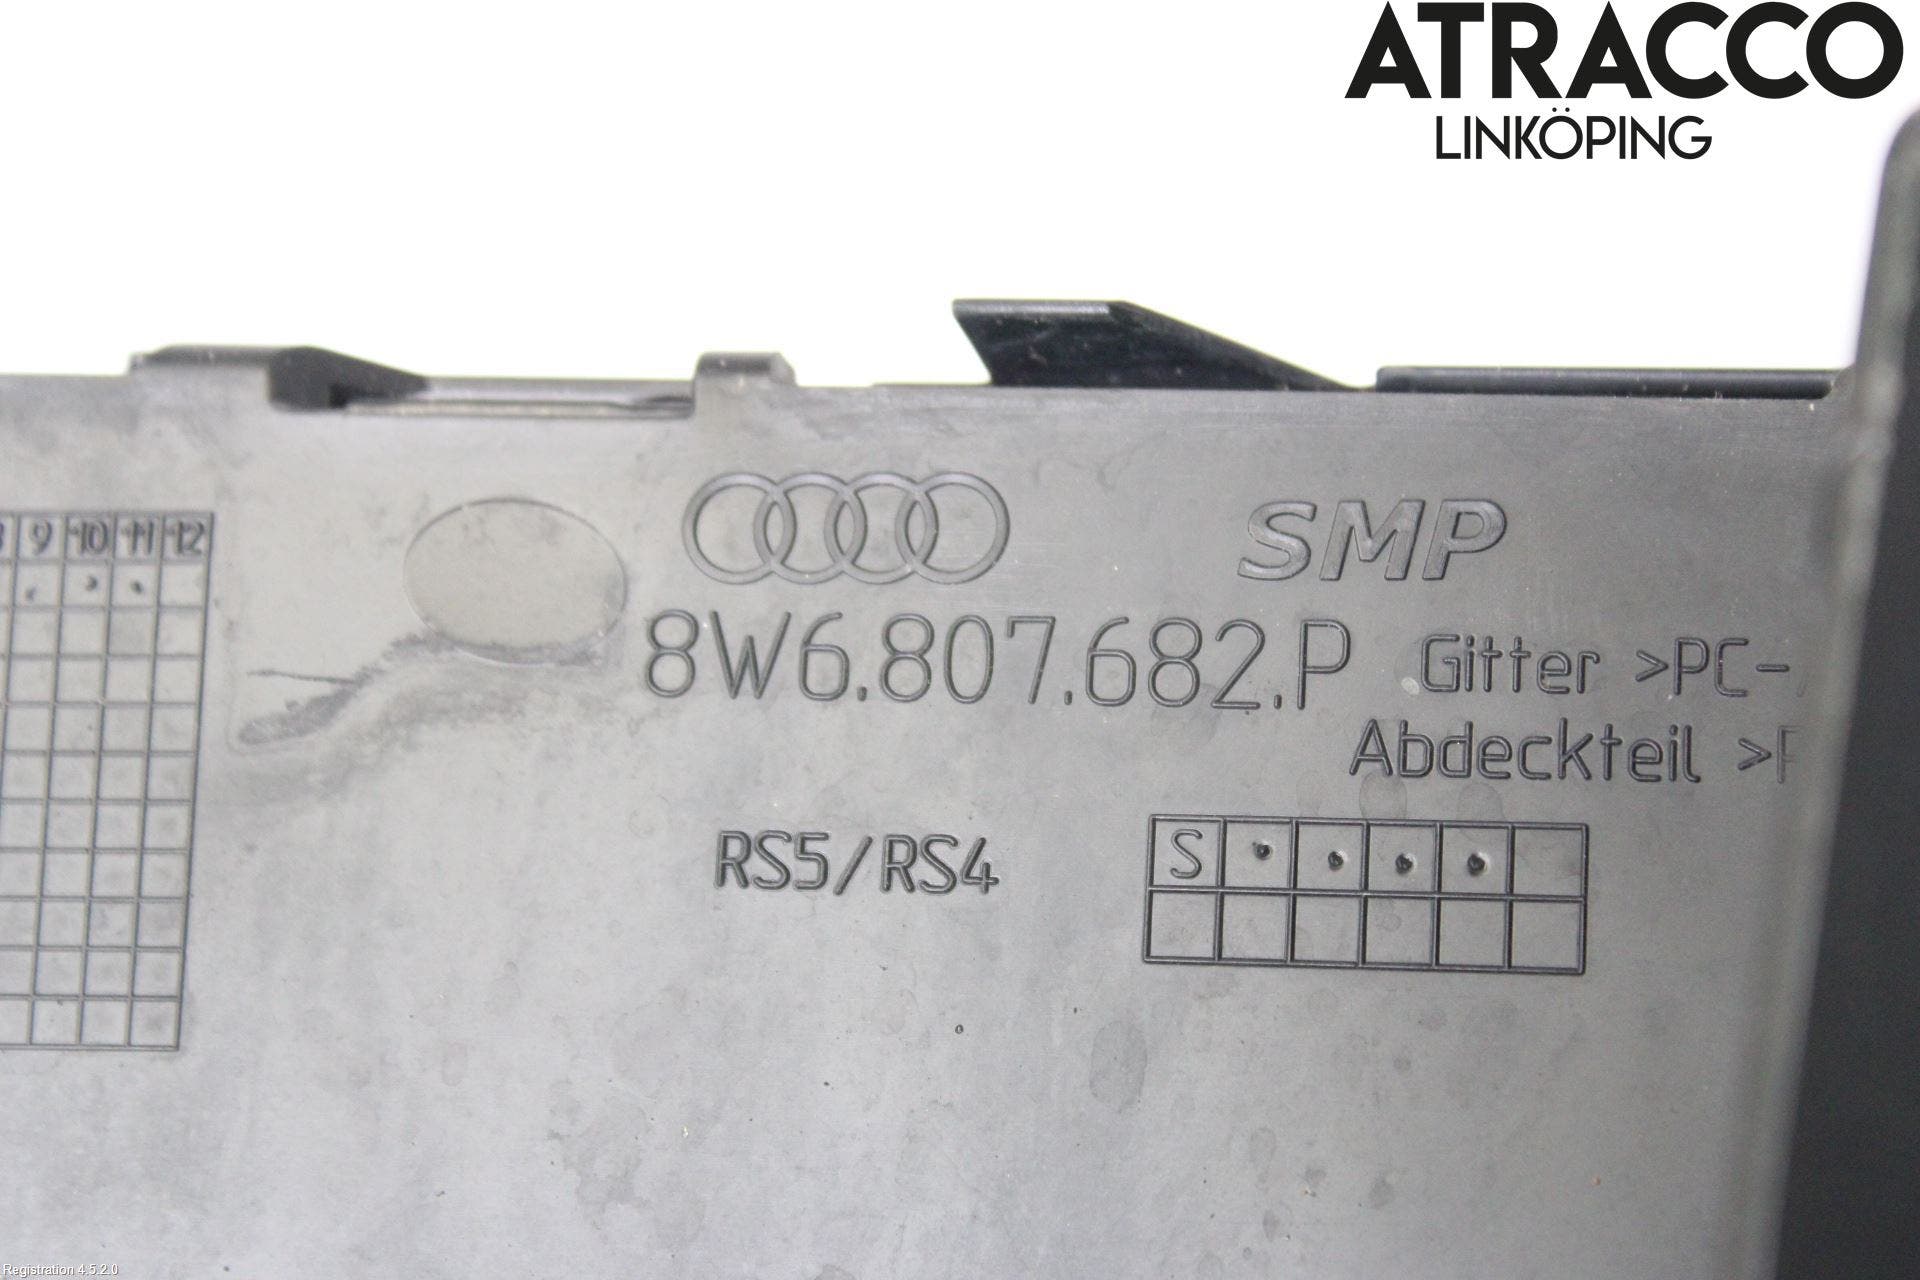 ATRACCO
LINKÖPING
9 10 11 12
SMP
8W6.807.682.P
Gitter >PC-
Abdeckteil >
RS5/RS4
S
Registration 4.5.2.0